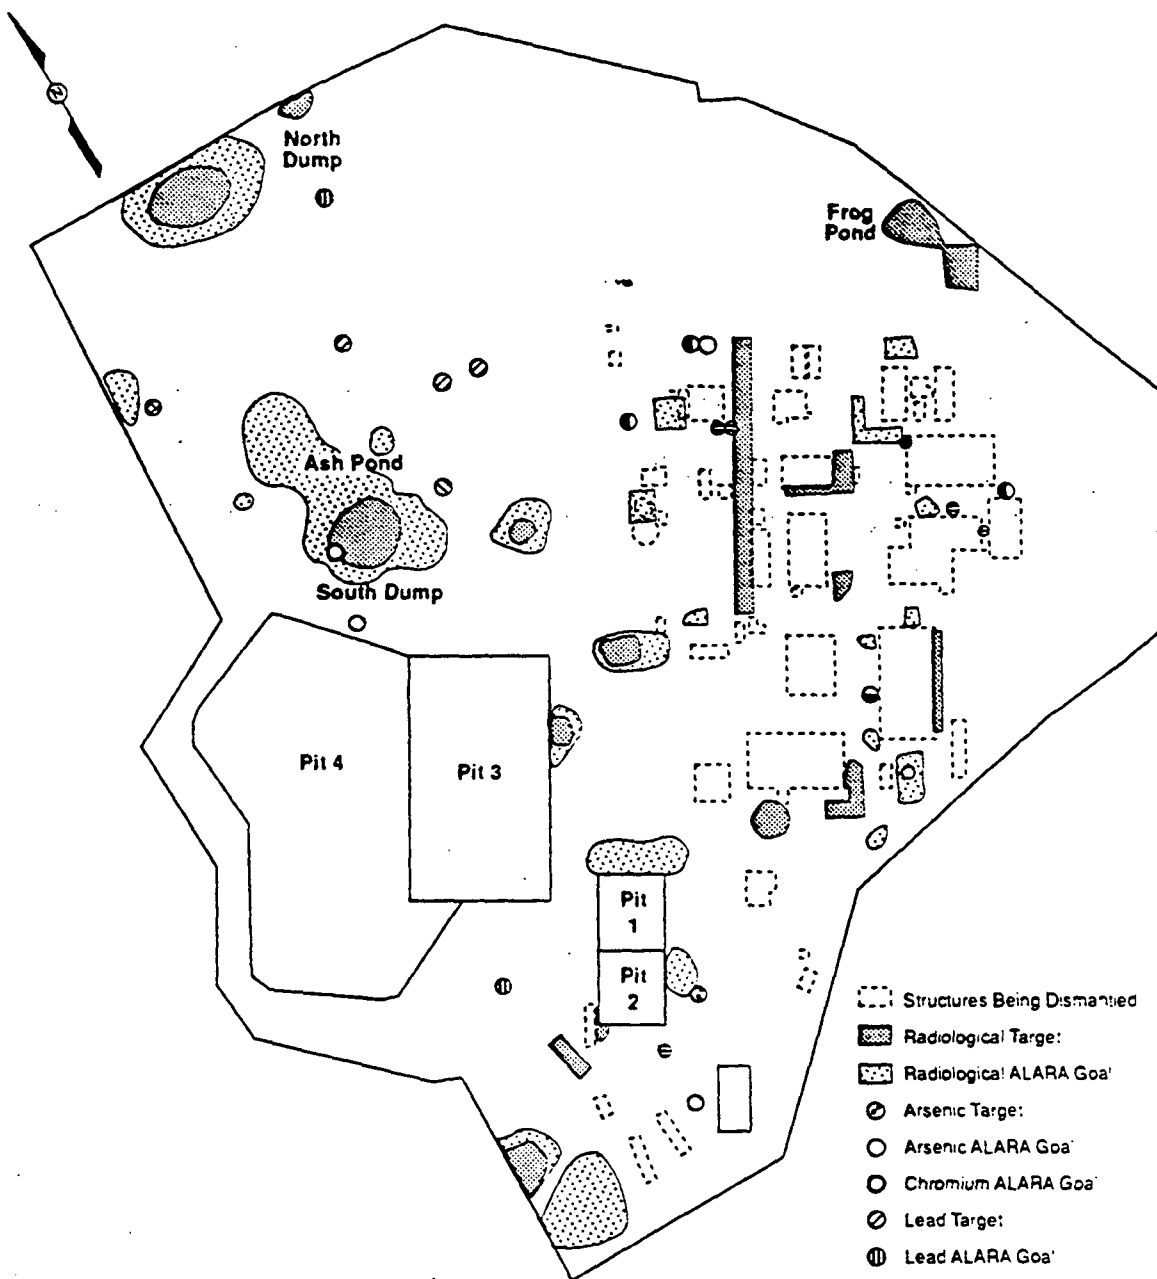 N
North
Dump
Frog
Pond
Ash Pond
South Dump
Pit 4
Pit 3
Pit
1
Pit
2
Structures Being Dismantled
Radiological Target
Radiological ALARA Goal
Arsenic Target
Arsenic ALARA Goal
Chromium ALARA Goal
Lead Target
Lead ALARA Goal